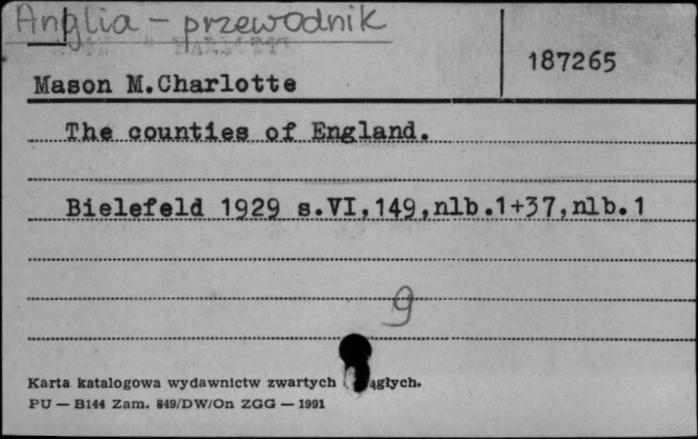 Anglia - przewodnik
187265
Mason M.Charlotte
The counties of England.
Bielefeld 1929 s.VI,149,nlb.1+37,nlb.1
9
Karta katalogowa wydawnictw zwartych
PU — B144 Zam. 849/DW/On ZGG — 1991